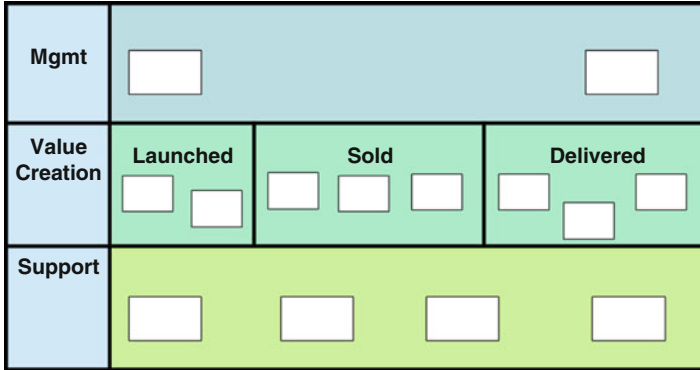 Mgmt
Value
Creation
Launched
Sold
Delivered
Support